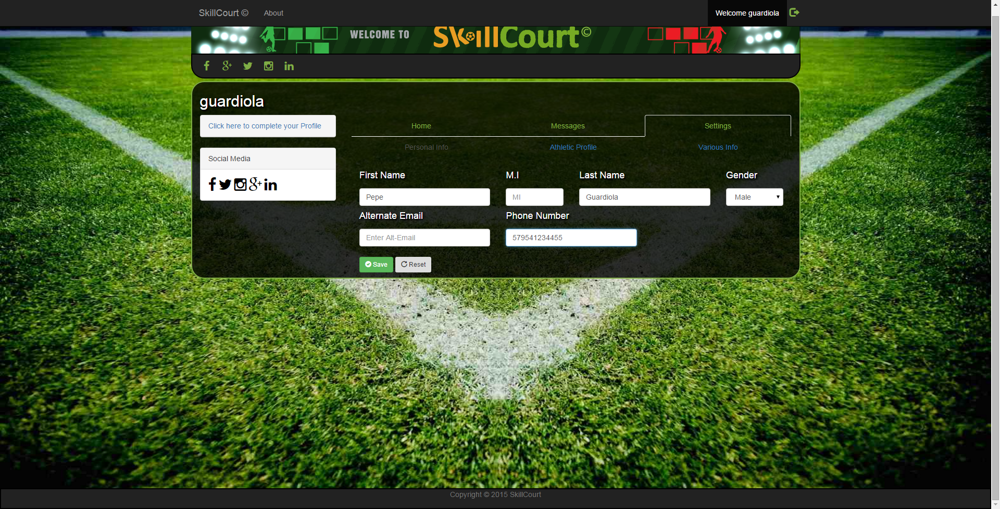 SkillCourt © About Welcome guardiola
WELCOME TO SkillCourt©
guardiola
Click here to complete your Profile
Social Media
Home Messages Settings
Personal Info Athletic Profile Various Info
First Name M.I Last Name Gender
Pepe MI Guardiola Male
Alternate Email Phone Number
Enter Alt-Email 579541234455
Save Reset
Copyright © 2015 SkillCourt